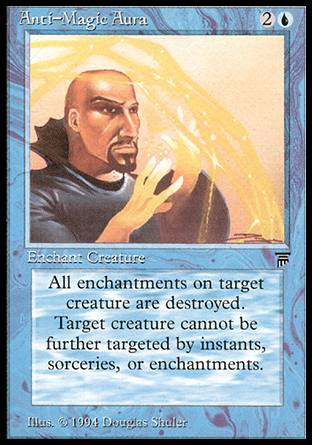 Anti-Magic Aura 2
Enchant Creature
All enchantments on target
creature are destroyed.
Target creature cannot be
further targeted by instants,
sorceries, or enchantments.
Illus. © 1994 Douglas Shuler